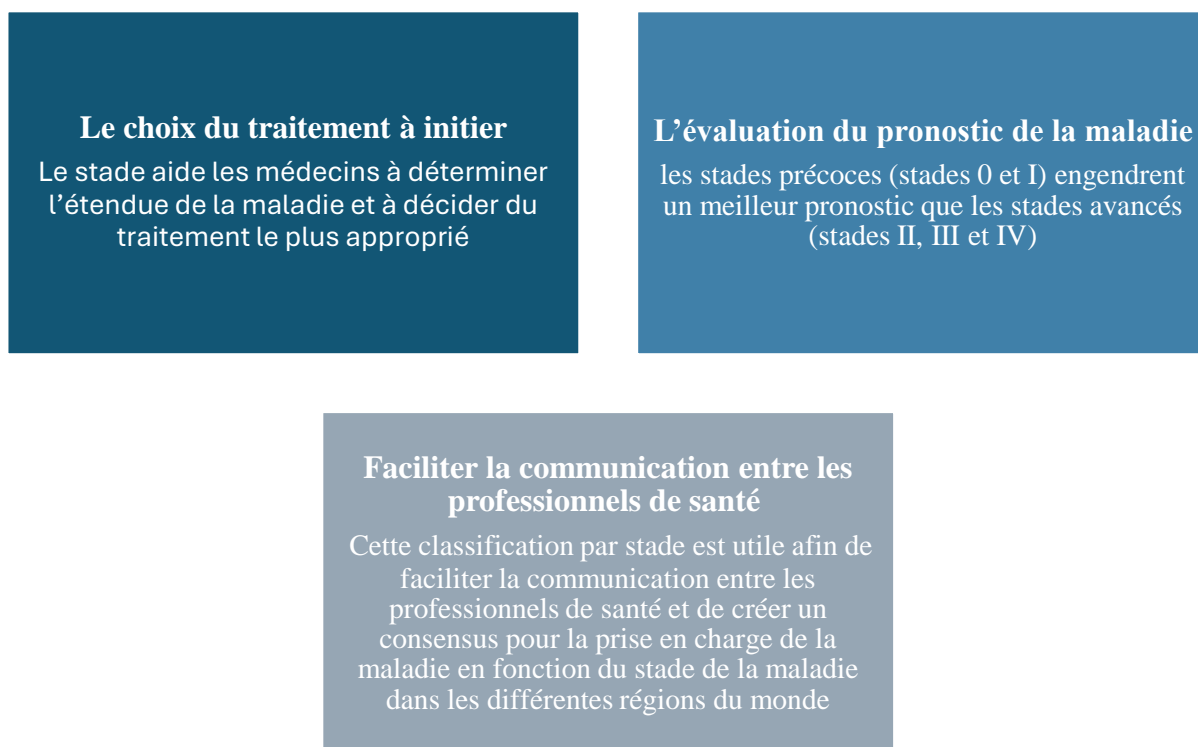 Le choix du traitement à initier
Le stade aide les médecins à déterminer
l’étendue de la maladie et à décider du
traitement le plus approprié
L’évaluation du pronostic de la maladie
les stades précoces (stades 0 et I) engendrent
un meilleur pronostic que les stades avancés
(stades II, III et IV)
Faciliter la communication entre les
professionnels de santé
Cette classification par stade est utile afin de
faciliter la communication entre les
professionnels de santé et de créer un
consensus pour la prise en charge de la
maladie en fonction du stade de la maladie
dans les différentes régions du monde